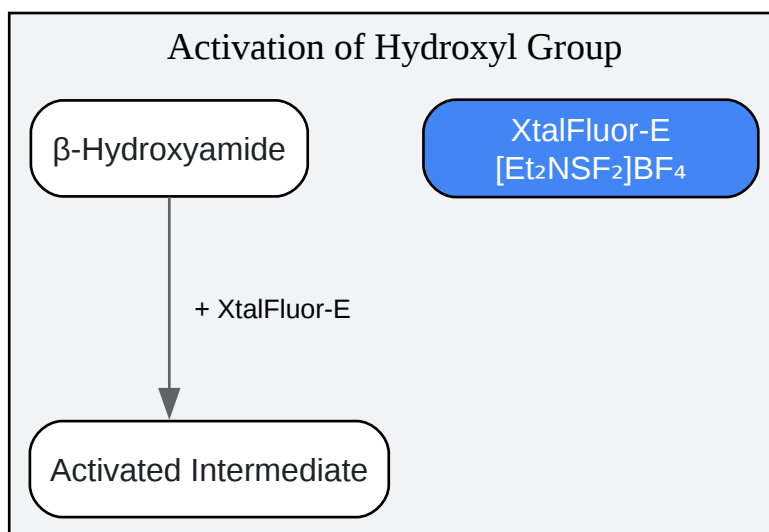 Activation of Hydroxyl Group
β-Hydroxyamide
XtalFluor-E
[Et₂NSF₂]BF₄
+ XtalFluor-E
Activated Intermediate